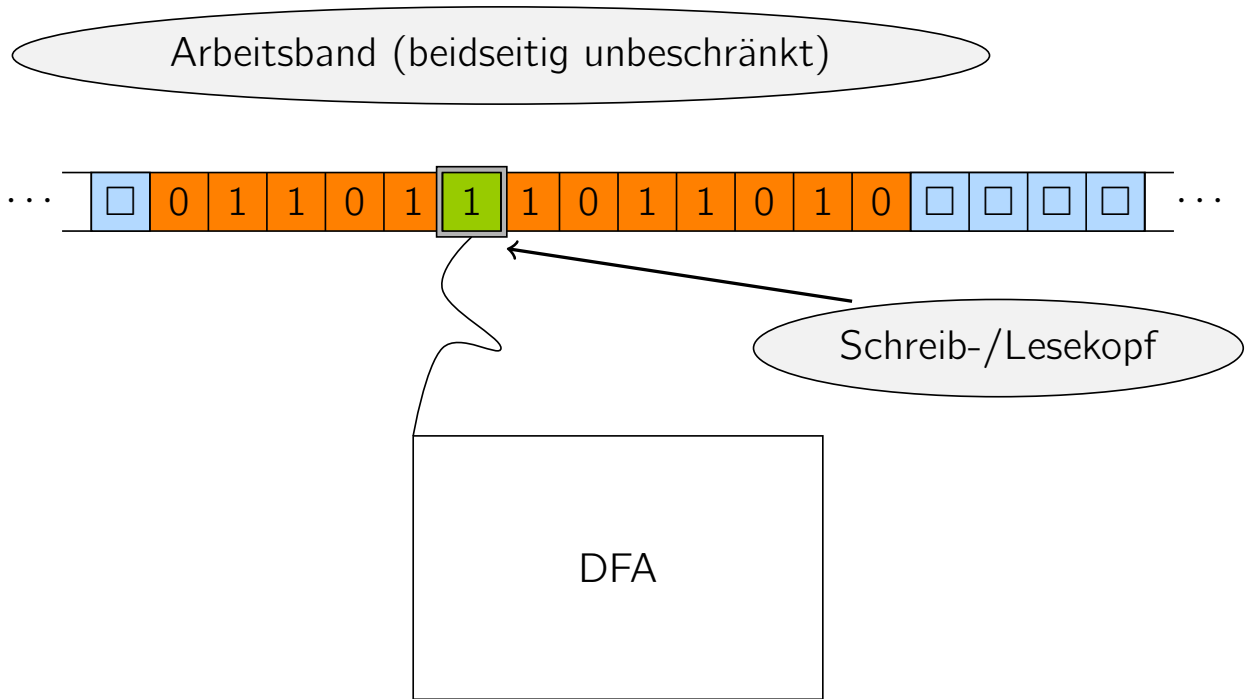 Arbeitsband (beidseitig unbeschränkt)
··· □ 0 1 1 0 1 1 1 0 1 1 0 1 0 □ □ □ □ ···
Schreib-/Lesekopf
DFA